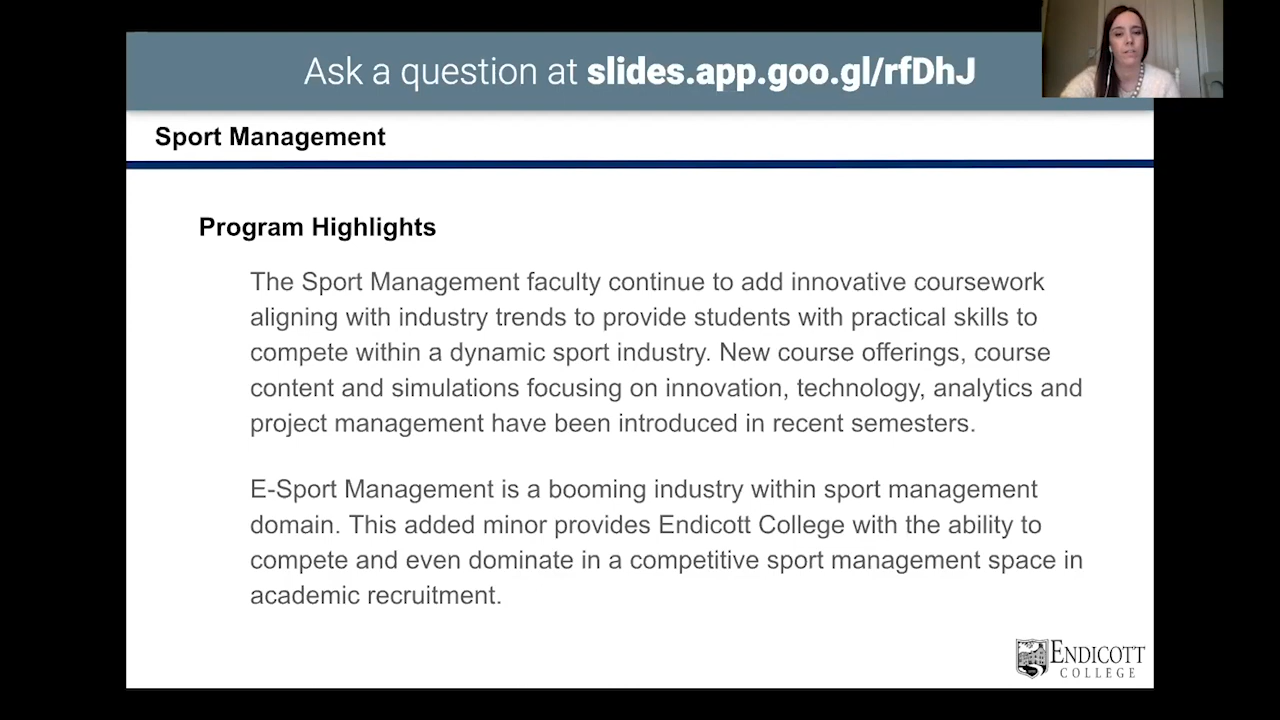 Ask a question at slides.app.goo.gl/rfDhJ
Sport Management
Program Highlights
The Sport Management faculty continue to add innovative coursework
aligning with industry trends to provide students with practical skills to
compete within a dynamic sport industry. New course offerings, course
content and simulations focusing on innovation, technology, analytics and
project management have been introduced in recent semesters.
E-Sport Management is a booming industry within sport management
domain. This added minor provides Endicott College with the ability to
compete and even dominate in a competitive sport management space in
academic recruitment.
ENDICOTT
COLLEGE